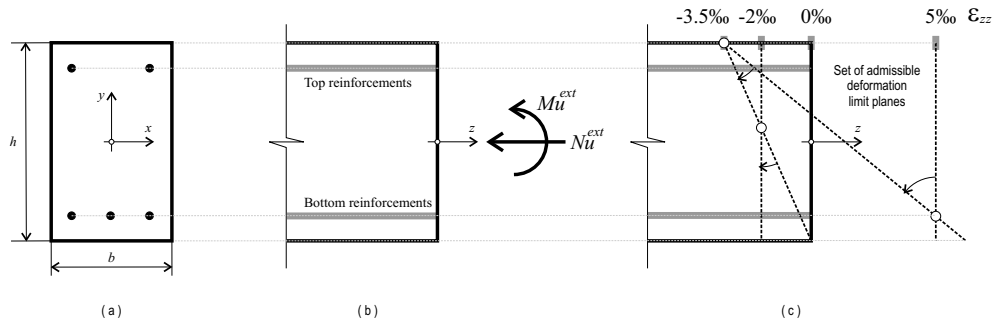 -3.5‰ -2‰ 0‰ 5‰ εzz
Top reinforcements
Set of admissible
deformation
limit planes
y
Mu^ext
h
x
z
Nu^ext
z
Bottom reinforcements
b
( a )
( b )
( c )